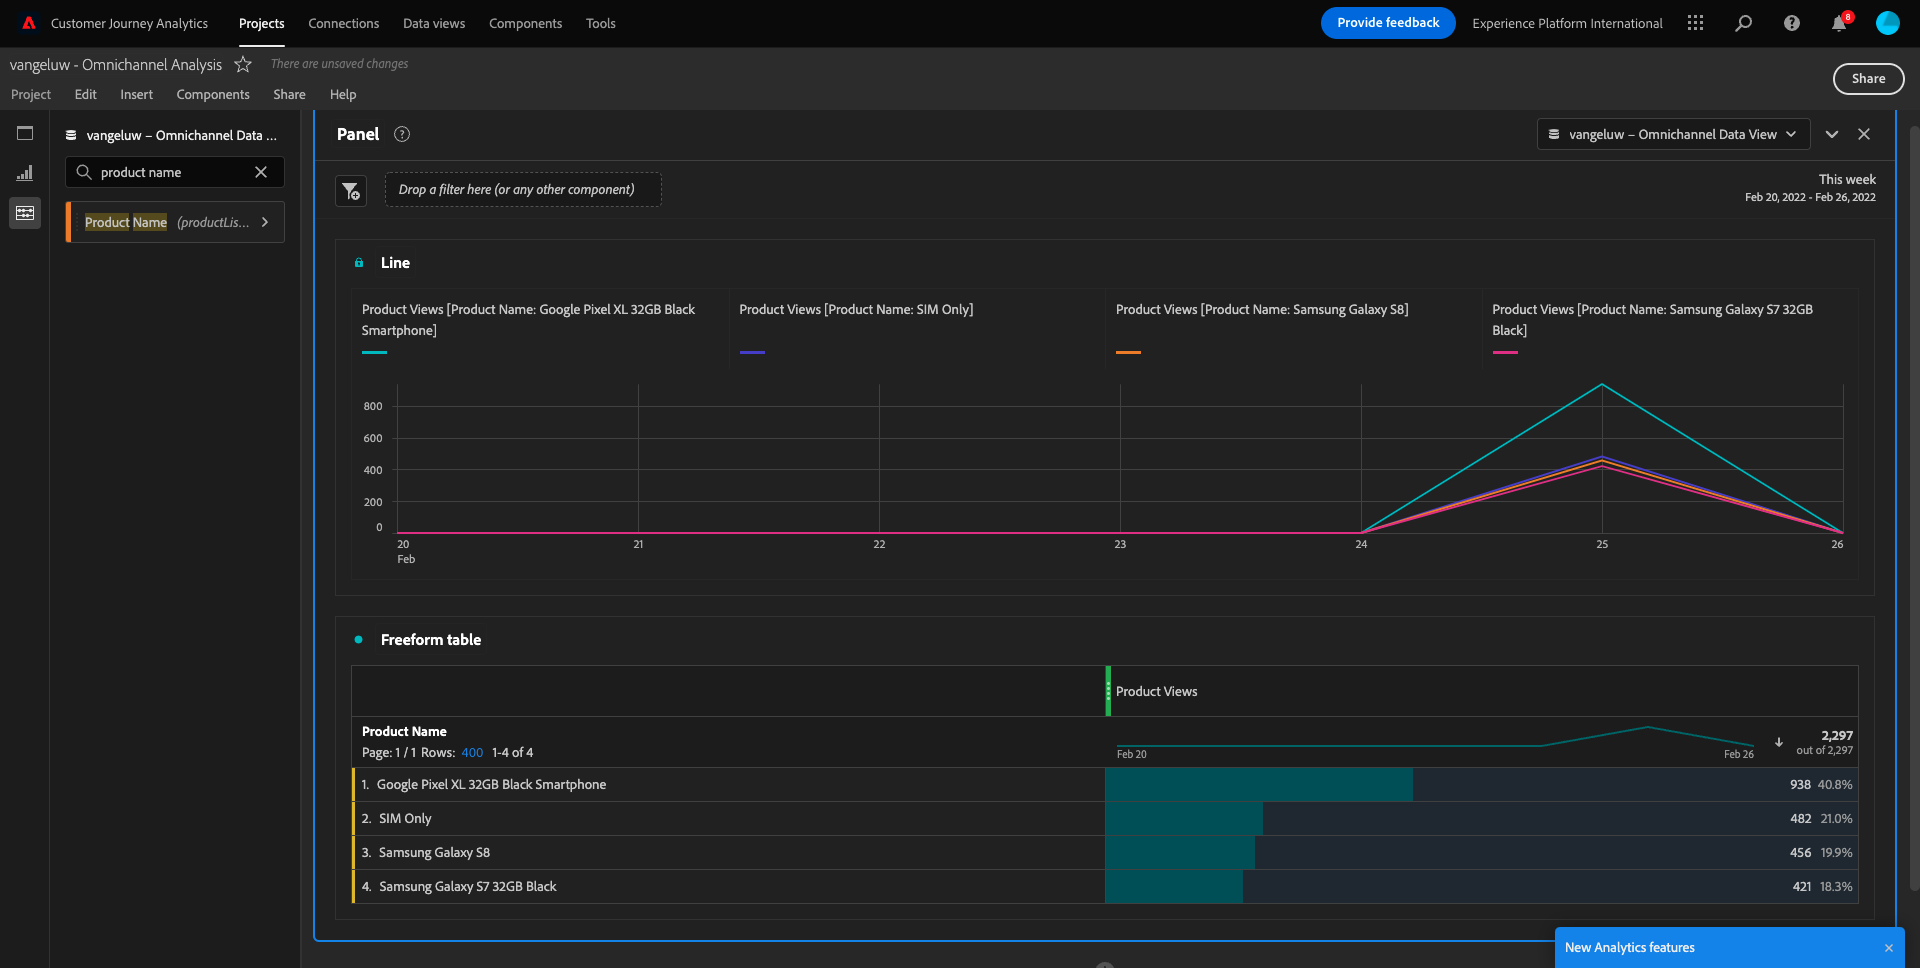 Customer Journey Analytics Projects Connections Data views Components Tools Provide feedback Experience Platform International 8
vangeluw - Omnichannel Analysis There are unsaved changes
Share
Project Edit Insert Components Share Help
vangeluw – Omnichannel Data ...
product name
Product Name (productLis...
Panel ? vangeluw – Omnichannel Data View
Drop a filter here (or any other component)
This week
Feb 20, 2022 - Feb 26, 2022
Line
Product Views [Product Name: Google Pixel XL 32GB Black
Smartphone]
Product Views [Product Name: SIM Only]
Product Views [Product Name: Samsung Galaxy S8]
Product Views [Product Name: Samsung Galaxy S7 32GB
Black]
800
600
400
200
0
20 21 22 23 24 25 26
Feb
Freeform table
Product Views
Product Name
Page: 1 / 1 Rows: 400 1-4 of 4
Feb 20 Feb 26
2,297
out of 2,297
1. Google Pixel XL 32GB Black Smartphone 938 40.8%
2. SIM Only 482 21.0%
3. Samsung Galaxy S8 456 19.9%
4. Samsung Galaxy S7 32GB Black 421 18.3%
New Analytics features